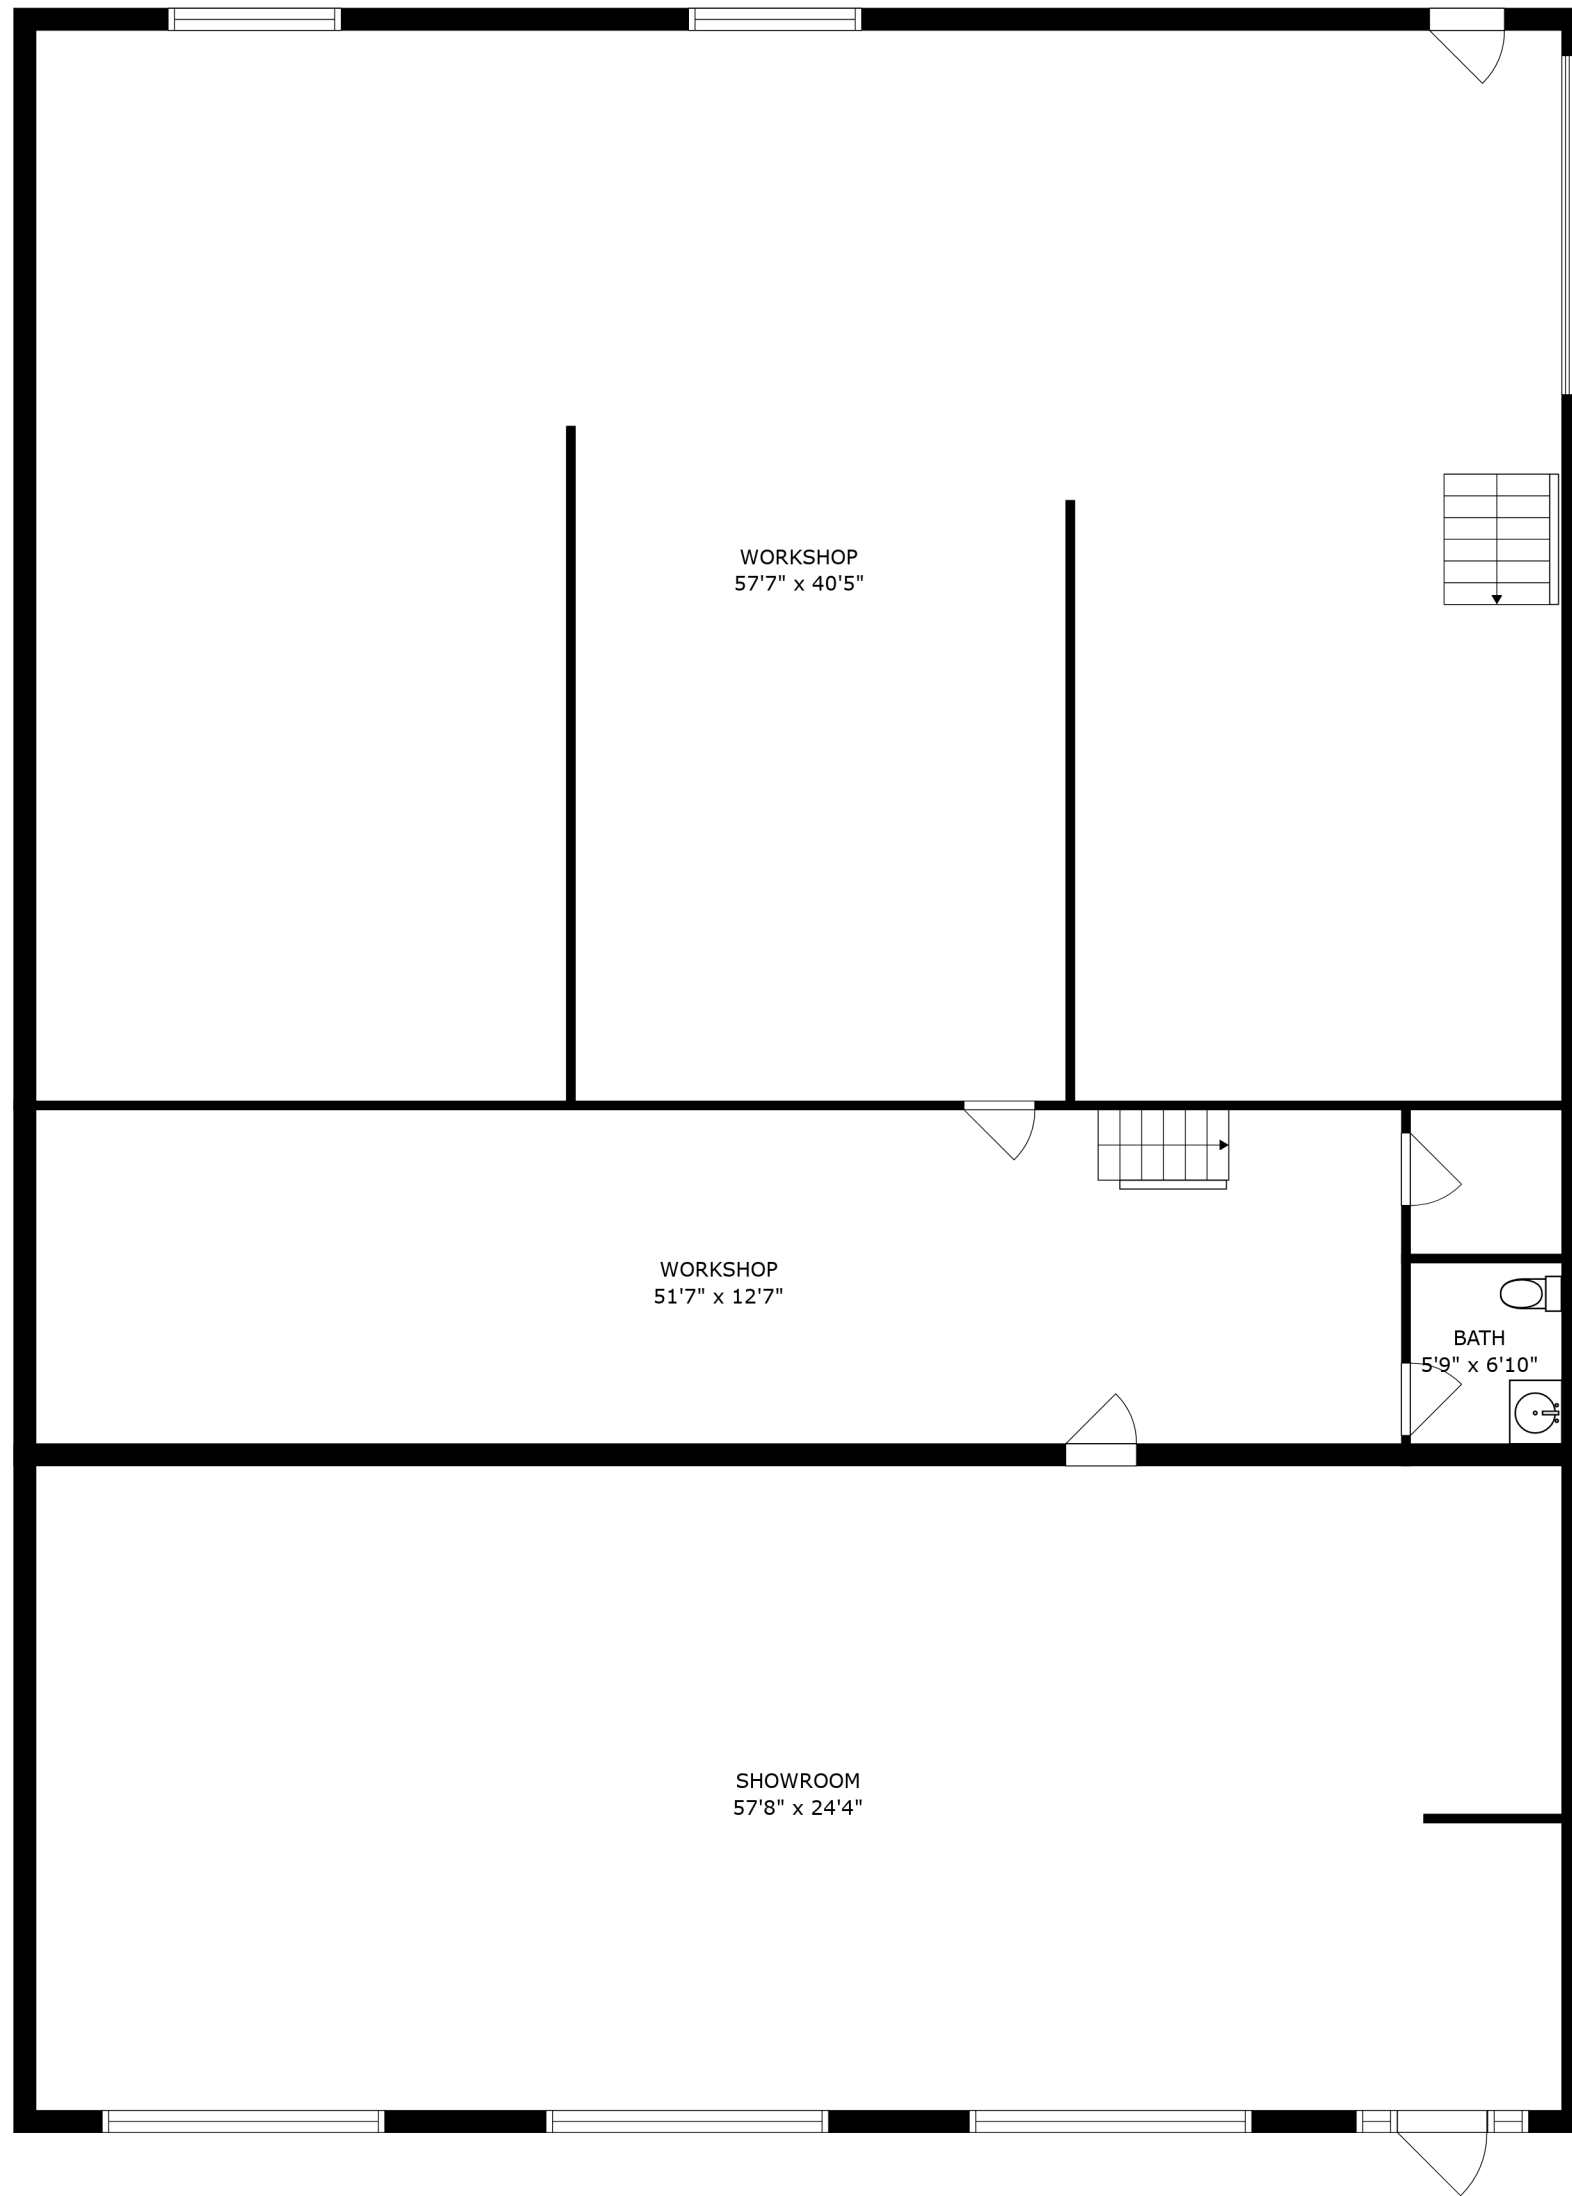 WORKSHOP
57'7" x 40'5"
WORKSHOP
51'7" x 12'7"
BATH
5'9" x 6'10"
SHOWROOM
57'8" x 24'4"